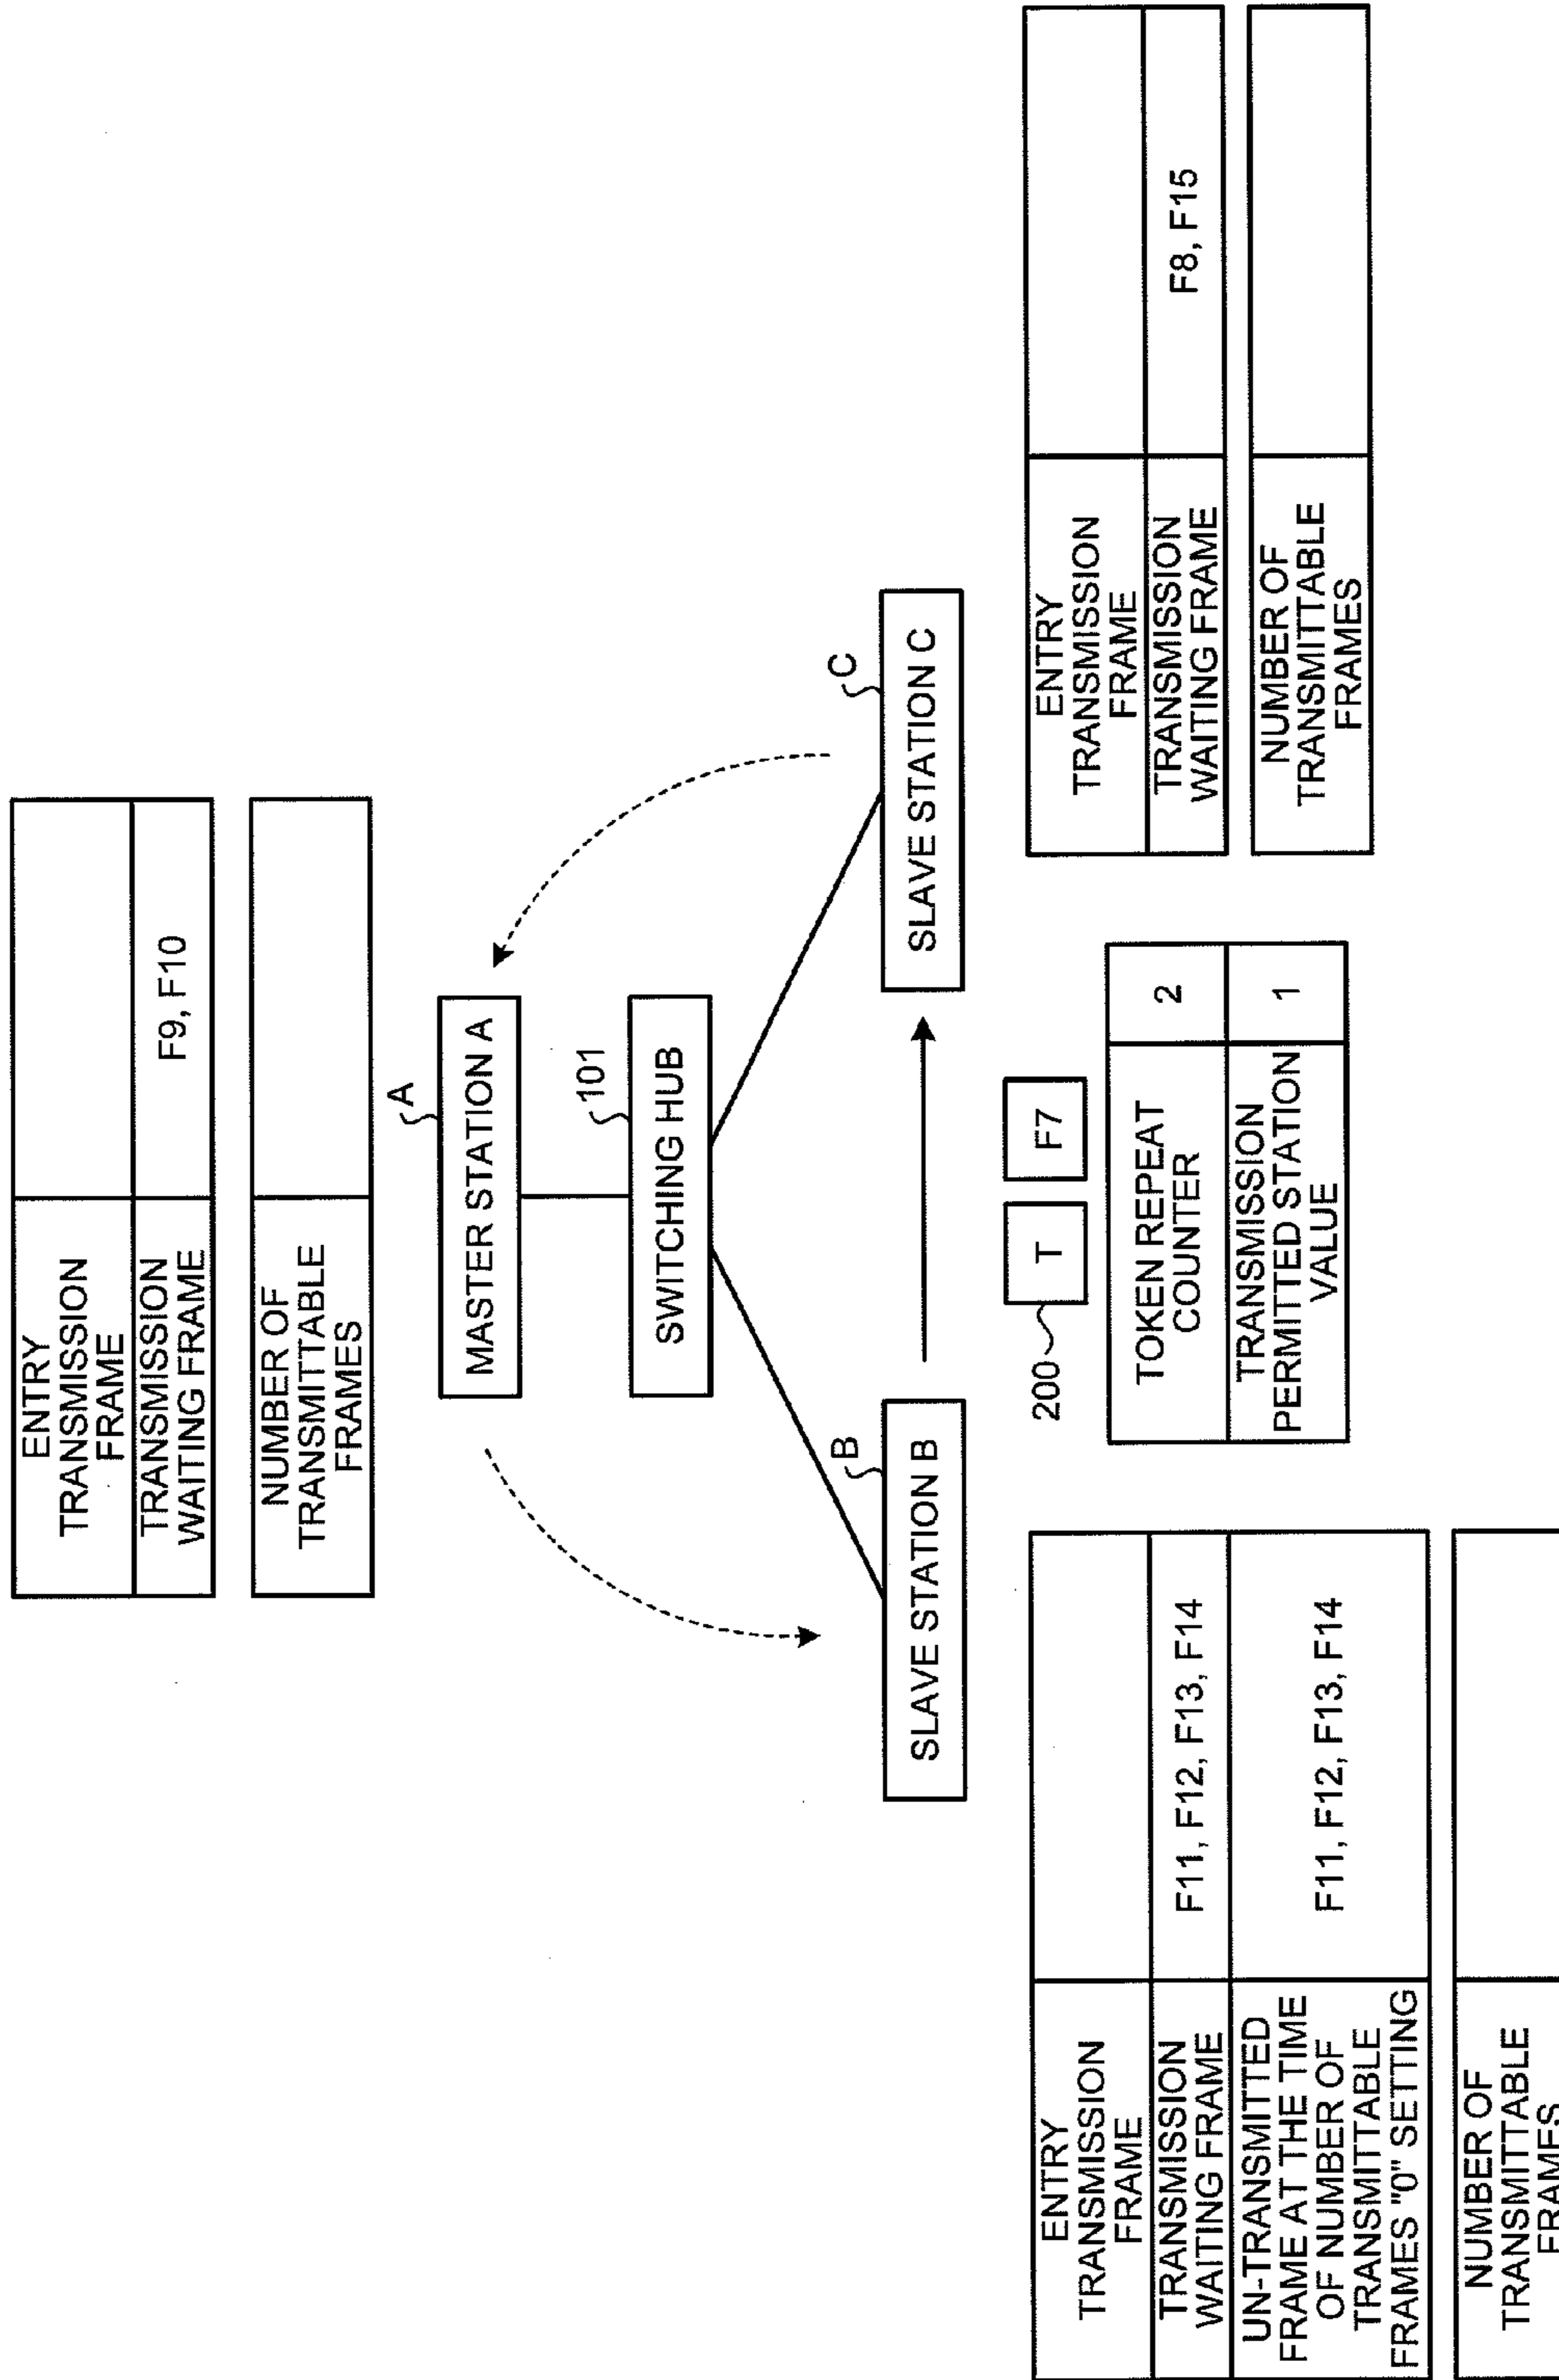 ENTRY
TRANSMISSION
FRAME
TRANSMISSION
WAITING FRAME
F9, F10
NUMBER OF
TRANSMITTABLE
FRAMES
A
MASTER STATION A
101
SWITCHING HUB
B
SLAVE STATION B
C
SLAVE STATION C
200
T
F7
TOKEN REPEAT
COUNTER
2
TRANSMISSION
PERMITTED STATION
VALUE
1
ENTRY
TRANSMISSION
FRAME
TRANSMISSION
WAITING FRAME
F11, F12, F13, F14
UN-TRANSMITTED
FRAME AT THE TIME
OF NUMBER OF
TRANSMITTABLE
FRAMES "0" SETTING
F11, F12, F13, F14
NUMBER OF
TRANSMITTABLE
FRAMES
ENTRY
TRANSMISSION
FRAME
TRANSMISSION
WAITING FRAME
F8, F15
NUMBER OF
TRANSMITTABLE
FRAMES